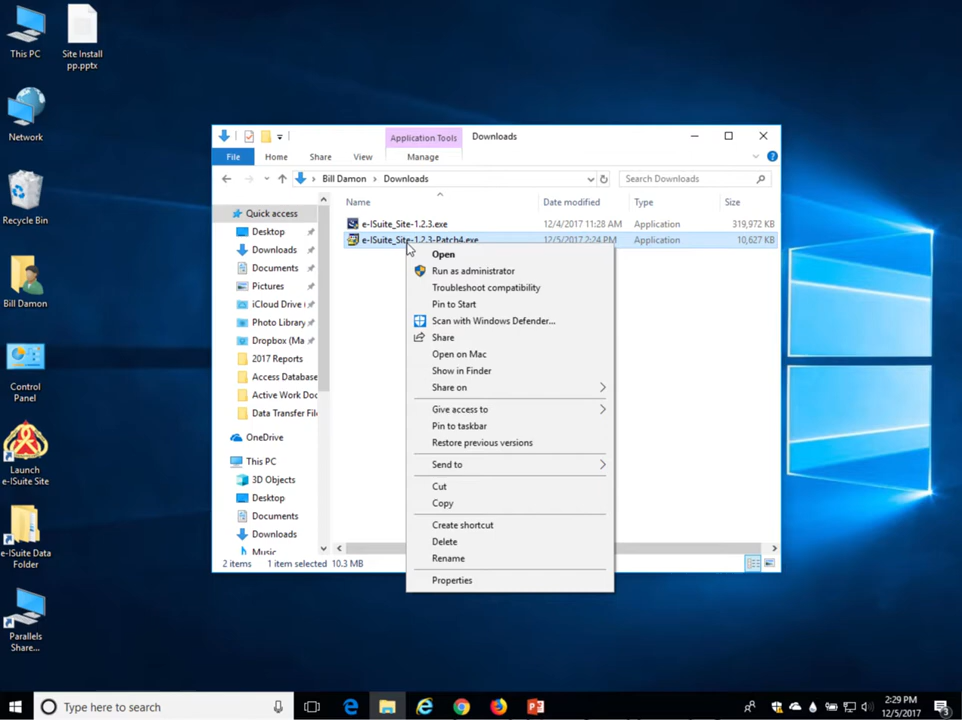 This PC
Site Install
pp.pptx
Network
Recycle Bin
Bill Damon
Control
Panel
Launch
e-ISuite Site
e-ISuite Data
Folder
Parallels
Share...
Application Tools
Downloads
File
Home
Share
View
Manage
Bill Damon
Downloads
Search Downloads
Name
Date modified
Type
Size
e-ISuite_Site-1.2.3.exe
12/4/2017 11:28 AM
Application
319,972 KB
e-ISuite_Site-1.2.3-Patch4.exe
12/5/2017 2:24 PM
Application
10,627 KB
Quick access
Desktop
Downloads
Documents
Pictures
iCloud Drive (
Photo Library
Dropbox (Ma
2017 Reports
Access Database
Active Work Doc
Data Transfer File
OneDrive
This PC
3D Objects
Desktop
Documents
Downloads
Music
Open
Run as administrator
Troubleshoot compatibility
Pin to Start
Scan with Windows Defender...
Share
Open on Mac
Show in Finder
Share on
Give access to
Pin to taskbar
Restore previous versions
Send to
Cut
Copy
Create shortcut
Delete
Rename
Properties
2 items
1 item selected
10.3 MB
Type here to search
2:29 PM
12/5/2017
3